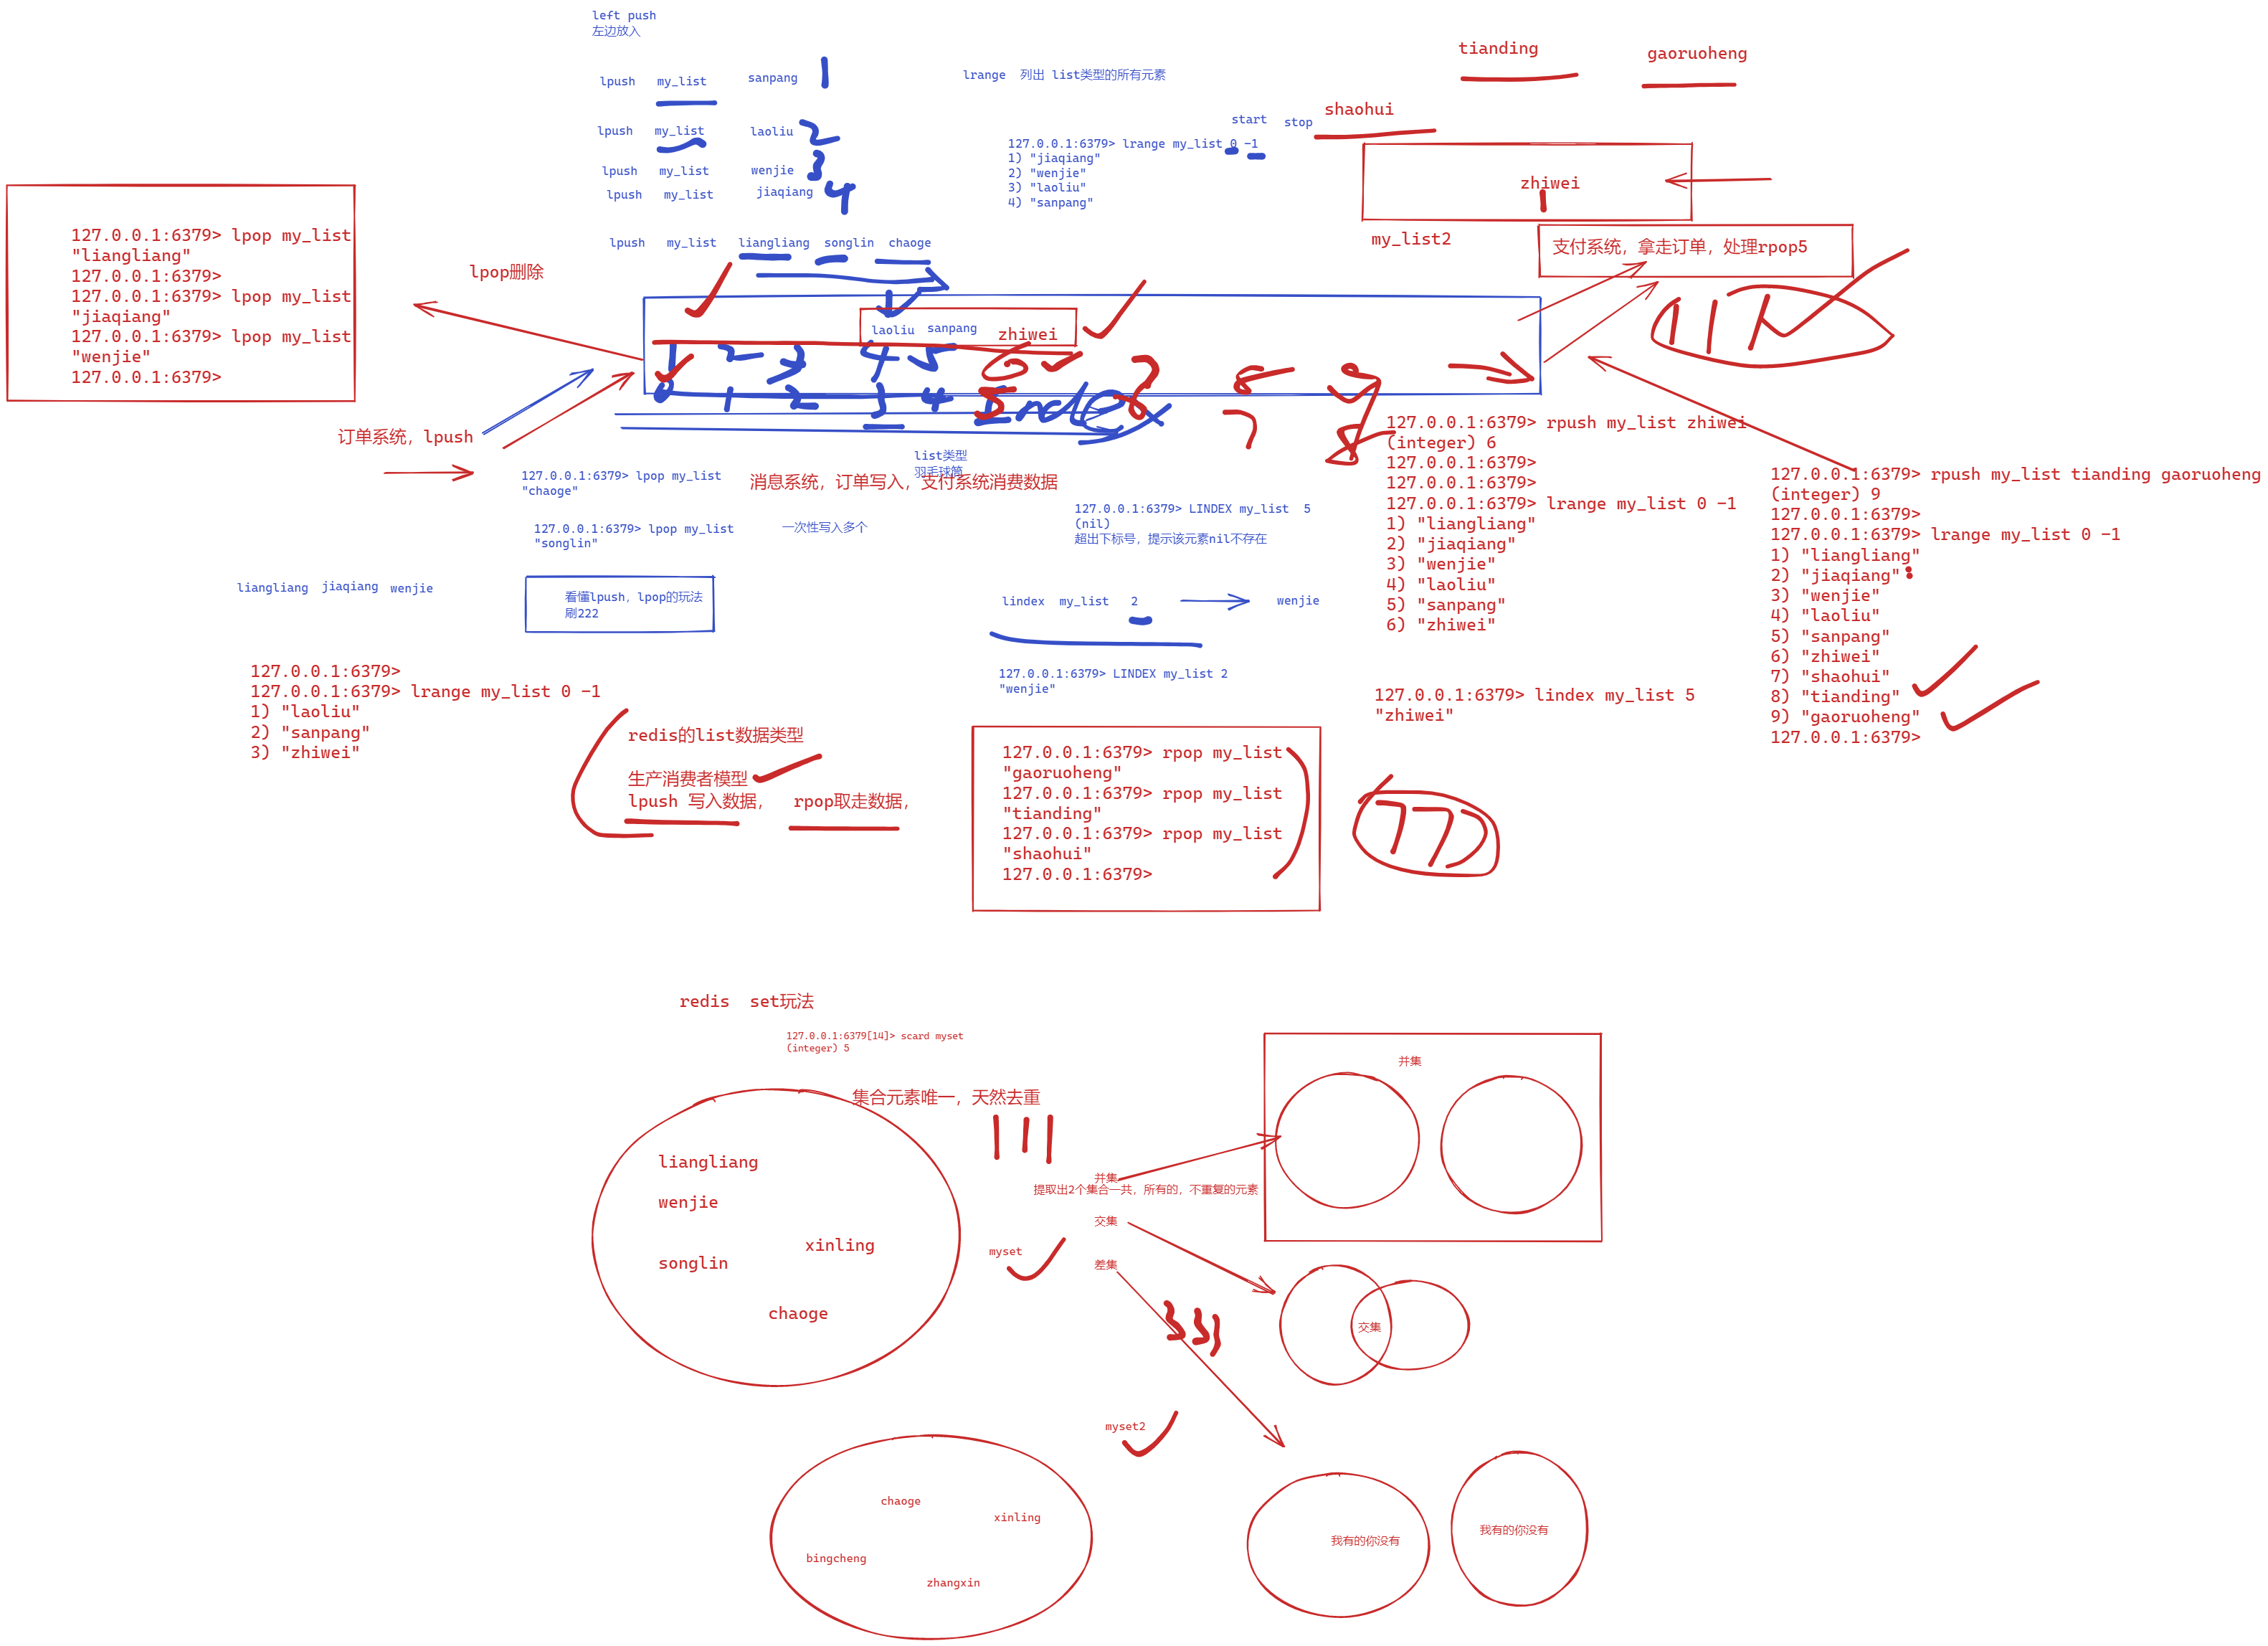 left push
左边放入
lpush my_list sanpang 1
lpush my_list laoliu 2
lpush my_list wenjie 3
lpush my_list jiaqiang 4
lpush my_list liangliang songlin chaoge
lrange 列出 list类型的所有元素
start stop
127.0.0.1:6379> lrange my_list 0 -1
1) "jiaqiang"
2) "wenjie"
3) "laoliu"
4) "sanpang"
tianding
gaoruoheng
shaohui
zhiwei
my_list2
支付系统，拿走订单，处理rpop5
127.0.0.1:6379> lpop my_list
"liangliang"
127.0.0.1:6379>
127.0.0.1:6379> lpop my_list
"jiaqiang"
127.0.0.1:6379> lpop my_list
"wenjie"
127.0.0.1:6379>
lpop删除
laoliu sanpang zhiwei
1 2 3 4 5
订单系统，lpush
list类型
羽毛球筒
127.0.0.1:6379> lpop my_list
"chaoge"
消息系统，订单写入，支付系统消费数据
127.0.0.1:6379> lpop my_list
"songlin"
一次性写入多个
127.0.0.1:6379> LINDEX my_list 5
(nil)
超出下标号，提示该元素nil不存在
127.0.0.1:6379> rpush my_list zhiwei
(integer) 6
127.0.0.1:6379>
127.0.0.1:6379>
127.0.0.1:6379> lrange my_list 0 -1
1) "liangliang"
2) "jiaqiang"
3) "wenjie"
4) "laoliu"
5) "sanpang"
6) "zhiwei"
127.0.0.1:6379> rpush my_list tianding gaoruoheng
(integer) 9
127.0.0.1:6379>
127.0.0.1:6379> lrange my_list 0 -1
1) "liangliang"
2) "jiaqiang"
3) "wenjie"
4) "laoliu"
5) "sanpang"
6) "zhiwei"
7) "shaohui"
8) "tianding"
9) "gaoruoheng"
127.0.0.1:6379>
liangliang jiaqiang wenjie
看懂lpush，lpop的玩法
刷222
lindex my_list 2
wenjie
127.0.0.1:6379> LINDEX my_list 2
"wenjie"
127.0.0.1:6379>
127.0.0.1:6379> lrange my_list 0 -1
1) "laoliu"
2) "sanpang"
3) "zhiwei"
127.0.0.1:6379> lindex my_list 5
"zhiwei"
redis的list数据类型
生产消费者模型
lpush 写入数据， rpop取走数据，
127.0.0.1:6379> rpop my_list
"gaoruoheng"
127.0.0.1:6379> rpop my_list
"tianding"
127.0.0.1:6379> rpop my_list
"shaohui"
127.0.0.1:6379>
redis set玩法
127.0.0.1:6379[14]> scard myset
(integer) 5
集合元素唯一，天然去重
111
liangliang
wenjie
xinling
songlin
chaoge
myset
并集
提取出2个集合一共，所有的，不重复的元素
交集
差集
333
并集
交集
myset2
chaoge
xinling
bingcheng
zhangxin
我有的你没有
我有的你没有